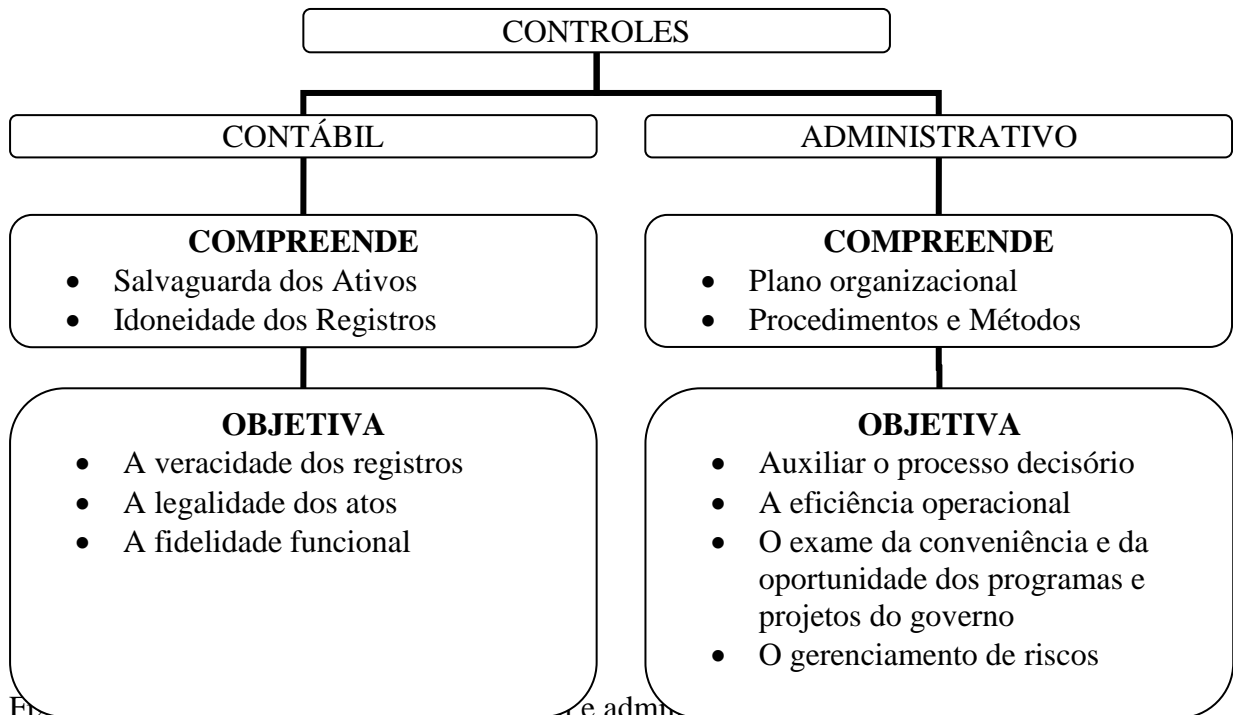 CONTROLES
CONTÁBIL
COMPREENDE
• Salvaguarda dos Ativos
• Idoneidade dos Registros
OBJETIVA
• A veracidade dos registros
• A legalidade dos atos
• A fidelidade funcional
ADMINISTRATIVO
COMPREENDE
• Plano organizacional
• Procedimentos e Métodos
OBJETIVA
• Auxiliar o processo decisório
• A eficiência operacional
• O exame da conveniência e da
oportunidade dos programas e
projetos do governo
• O gerenciamento de riscos
e